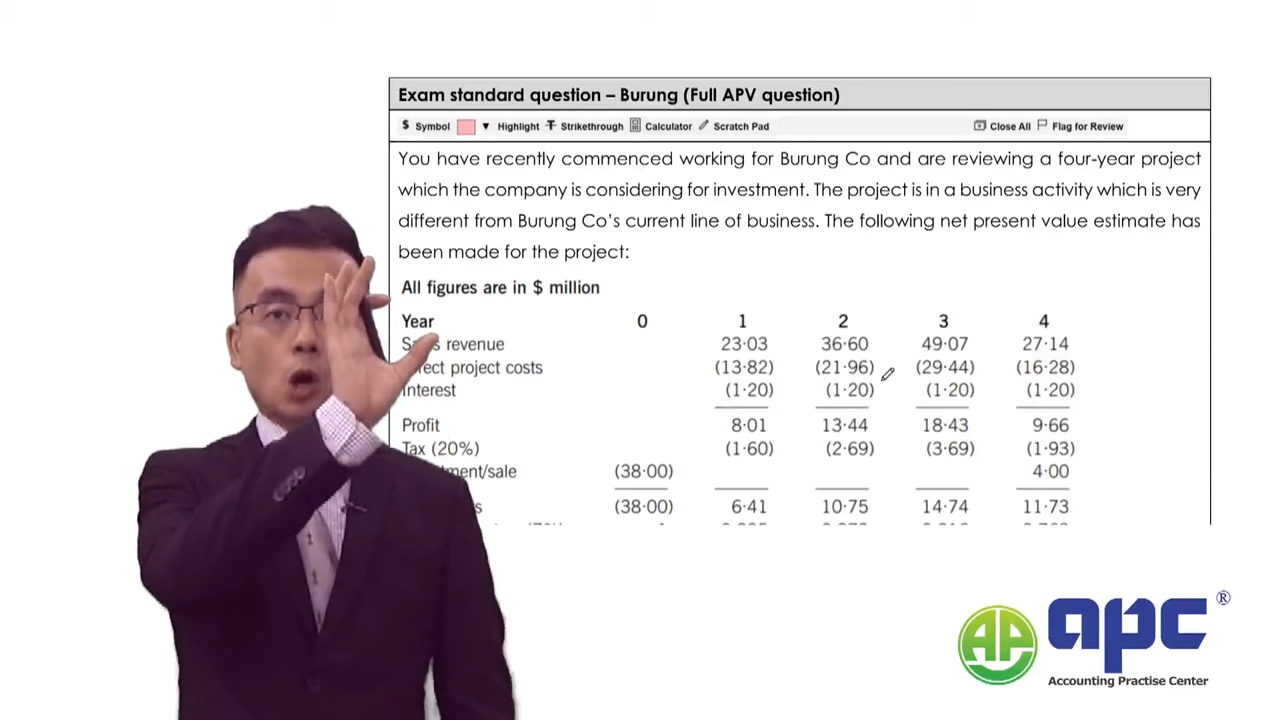 Exam standard question – Burung (Full APV question)
$ Symbol ▼ Highlight Strikethrough Calculator Scratch Pad Close All Flag for Review
You have recently commenced working for Burung Co and are reviewing a four-year project
which the company is considering for investment. The project is in a business activity which is very
different from Burung Co's current line of business. The following net present value estimate has
been made for the project:
All figures are in $ million
Year 0 1 2 3 4
revenue 23·03 36·60 49·07 27·14
project costs (13·82) (21·96) (29·44) (16·28)
Interest (1·20) (1·20) (1·20) (1·20)
Profit 8·01 13·44 18·43 9·66
Tax (20%) (1·60) (2·69) (3·69) (1·93)
/sale (38·00) 4·00
(38·00) 6·41 10·75 14·74 11·73
AP apc ®
Accounting Practise Center